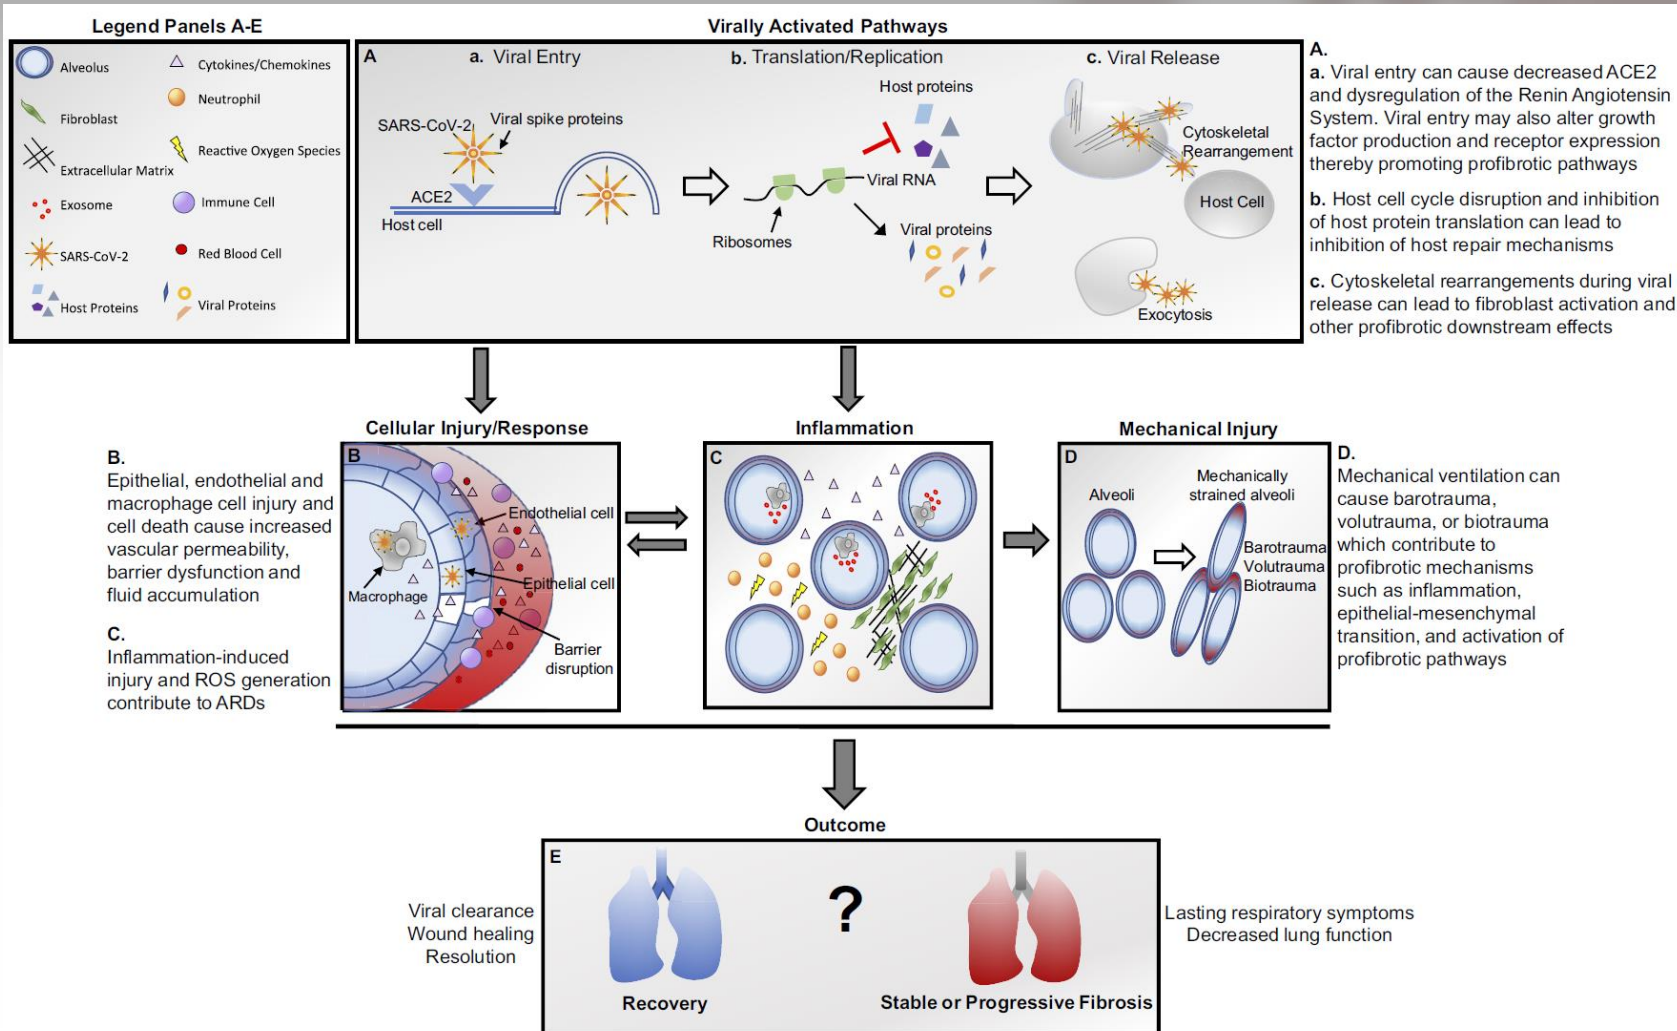 Legend Panels A-E
Alveolus
Cytokines/Chemokines
Fibroblast
Neutrophil
Extracellular Matrix
Reactive Oxygen Species
Exosome
Immune Cell
SARS-CoV-2
Red Blood Cell
Host Proteins
Viral Proteins
Virally Activated Pathways
A
a. Viral Entry
b. Translation/Replication
c. Viral Release
SARS-CoV-2
Viral spike proteins
ACE2
Host cell
Host proteins
Viral RNA
Ribosomes
Viral proteins
Cytoskeletal
Rearrangement
Host Cell
Exocytosis
A.
a. Viral entry can cause decreased ACE2
and dysregulation of the Renin Angiotensin
System. Viral entry may also alter growth
factor production and receptor expression
thereby promoting profibrotic pathways
b. Host cell cycle disruption and inhibition
of host protein translation can lead to
inhibition of host repair mechanisms
c. Cytoskeletal rearrangements during viral
release can lead to fibroblast activation and
other profibrotic downstream effects
B.
Epithelial, endothelial and
macrophage cell injury and
cell death cause increased
vascular permeability,
barrier dysfunction and
fluid accumulation
C.
Inflammation-induced
injury and ROS generation
contribute to ARDs
Cellular Injury/Response
B
Endothelial cell
Epithelial cell
Macrophage
Barrier
disruption
Inflammation
C
Mechanical Injury
D
Alveoli
Mechanically
strained alveoli
Barotrauma
Volutrauma
Biotrauma
D.
Mechanical ventilation can
cause barotrauma,
volutrauma, or biotrauma
which contribute to
profibrotic mechanisms
such as inflammation,
epithelial-mesenchymal
transition, and activation of
profibrotic pathways
Outcome
E
Viral clearance
Wound healing
Resolution
Recovery
?
Stable or Progressive Fibrosis
Lasting respiratory symptoms
Decreased lung function